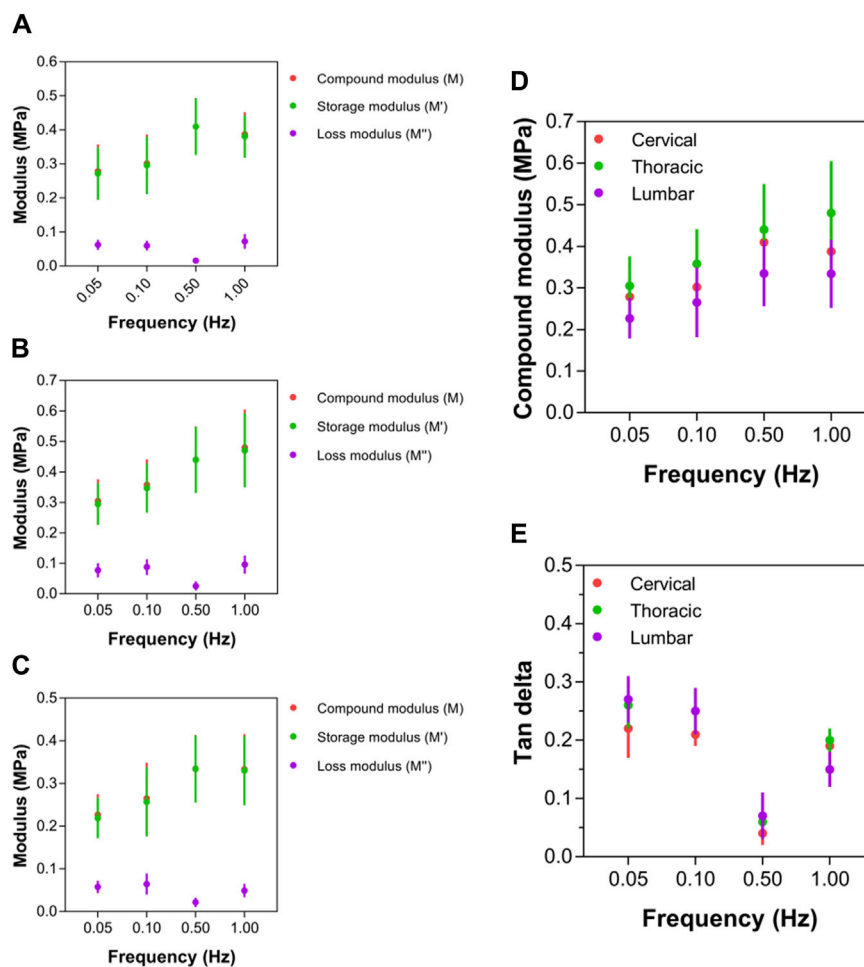 A
0.6
0.5
0.4
0.3
0.2
0.1
0.0
Modulus (MPa)
0.05
0.10
0.50
1.00
Frequency (Hz)
Compound modulus (M)
Storage modulus (M')
Loss modulus (M'')
B
0.7
0.6
0.5
0.4
0.3
0.2
0.1
0.0
Modulus (MPa)
0.05 0.10 0.50 1.00
Frequency (Hz)
Compound modulus (M)
Storage modulus (M')
Loss modulus (M'')
C
0.5
0.4
0.3
0.2
0.1
0.0
Modulus (MPa)
0.05 0.10 0.50 1.00
Frequency (Hz)
Compound modulus (M)
Storage modulus (M')
Loss modulus (M'')
D
0.7
0.6
0.5
0.4
0.3
0.2
0.1
0.0
Compound modulus (MPa)
Cervical
Thoracic
Lumbar
0.05 0.10 0.50 1.00
Frequency (Hz)
E
0.5
0.4
0.3
0.2
0.1
0.0
Tan delta
Cervical
Thoracic
Lumbar
0.05 0.10 0.50 1.00
Frequency (Hz)